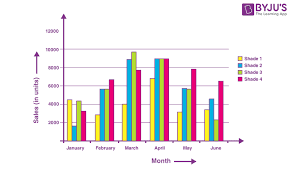 BYJU'S
The Learning App
Sales (in units)
12000
10000
8000
6000
4000
2800
0
Shade 1
Shade 2
Shade 3
Shade 4
January
February
March
April
May
June
Month